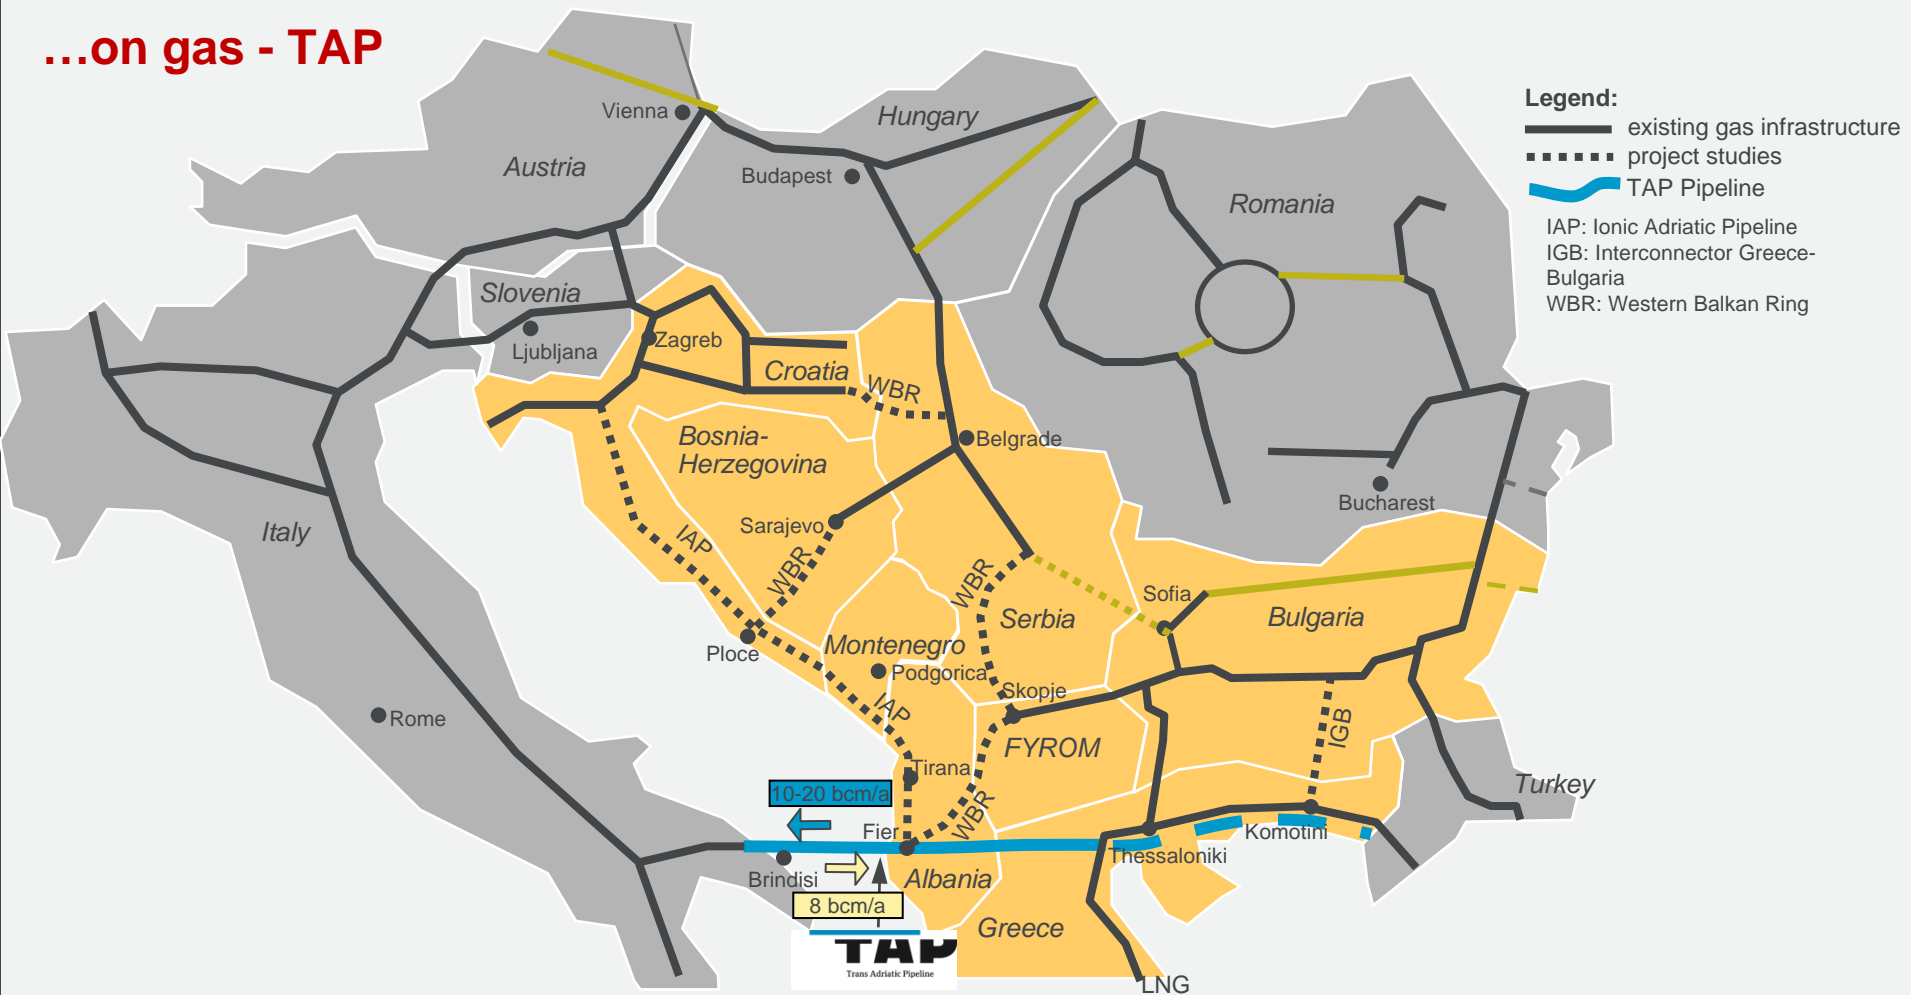 ...on gas - TAP
Legend:
existing gas infrastructure
project studies
TAP Pipeline
IAP: Ionic Adriatic Pipeline
IGB: Interconnector Greece-
Bulgaria
WBR: Western Balkan Ring
Vienna
Hungary
Austria
Budapest
Romania
Slovenia
Ljubljana
Zagreb
Croatia
WBR
Bosnia-
Herzegovina
Belgrade
Bucharest
Sarajevo
Italy
IAP
WBR
WBR
Sofia
Serbia
Bulgaria
Ploce
Montenegro
Podgorica
Skopje
Rome
IAP
IGB
FYROM
Tirana
Turkey
10-20 bcm/a
WBR
Fier
Komotini
Thessaloniki
Brindisi
Albania
8 bcm/a
Greece
TAP
Trans Adriatic Pipeline
LNG